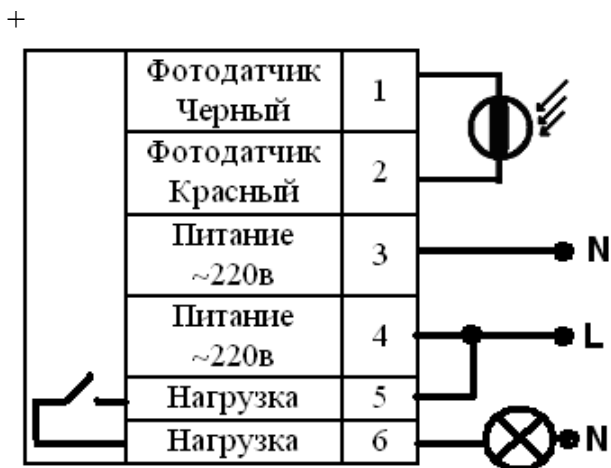 +
Фотодатчик
Черный
1
Фотодатчик
Красный
2
Питание
~220в
3
N
Питание
~220в
4
L
Нагрузка
5
Нагрузка
6
N